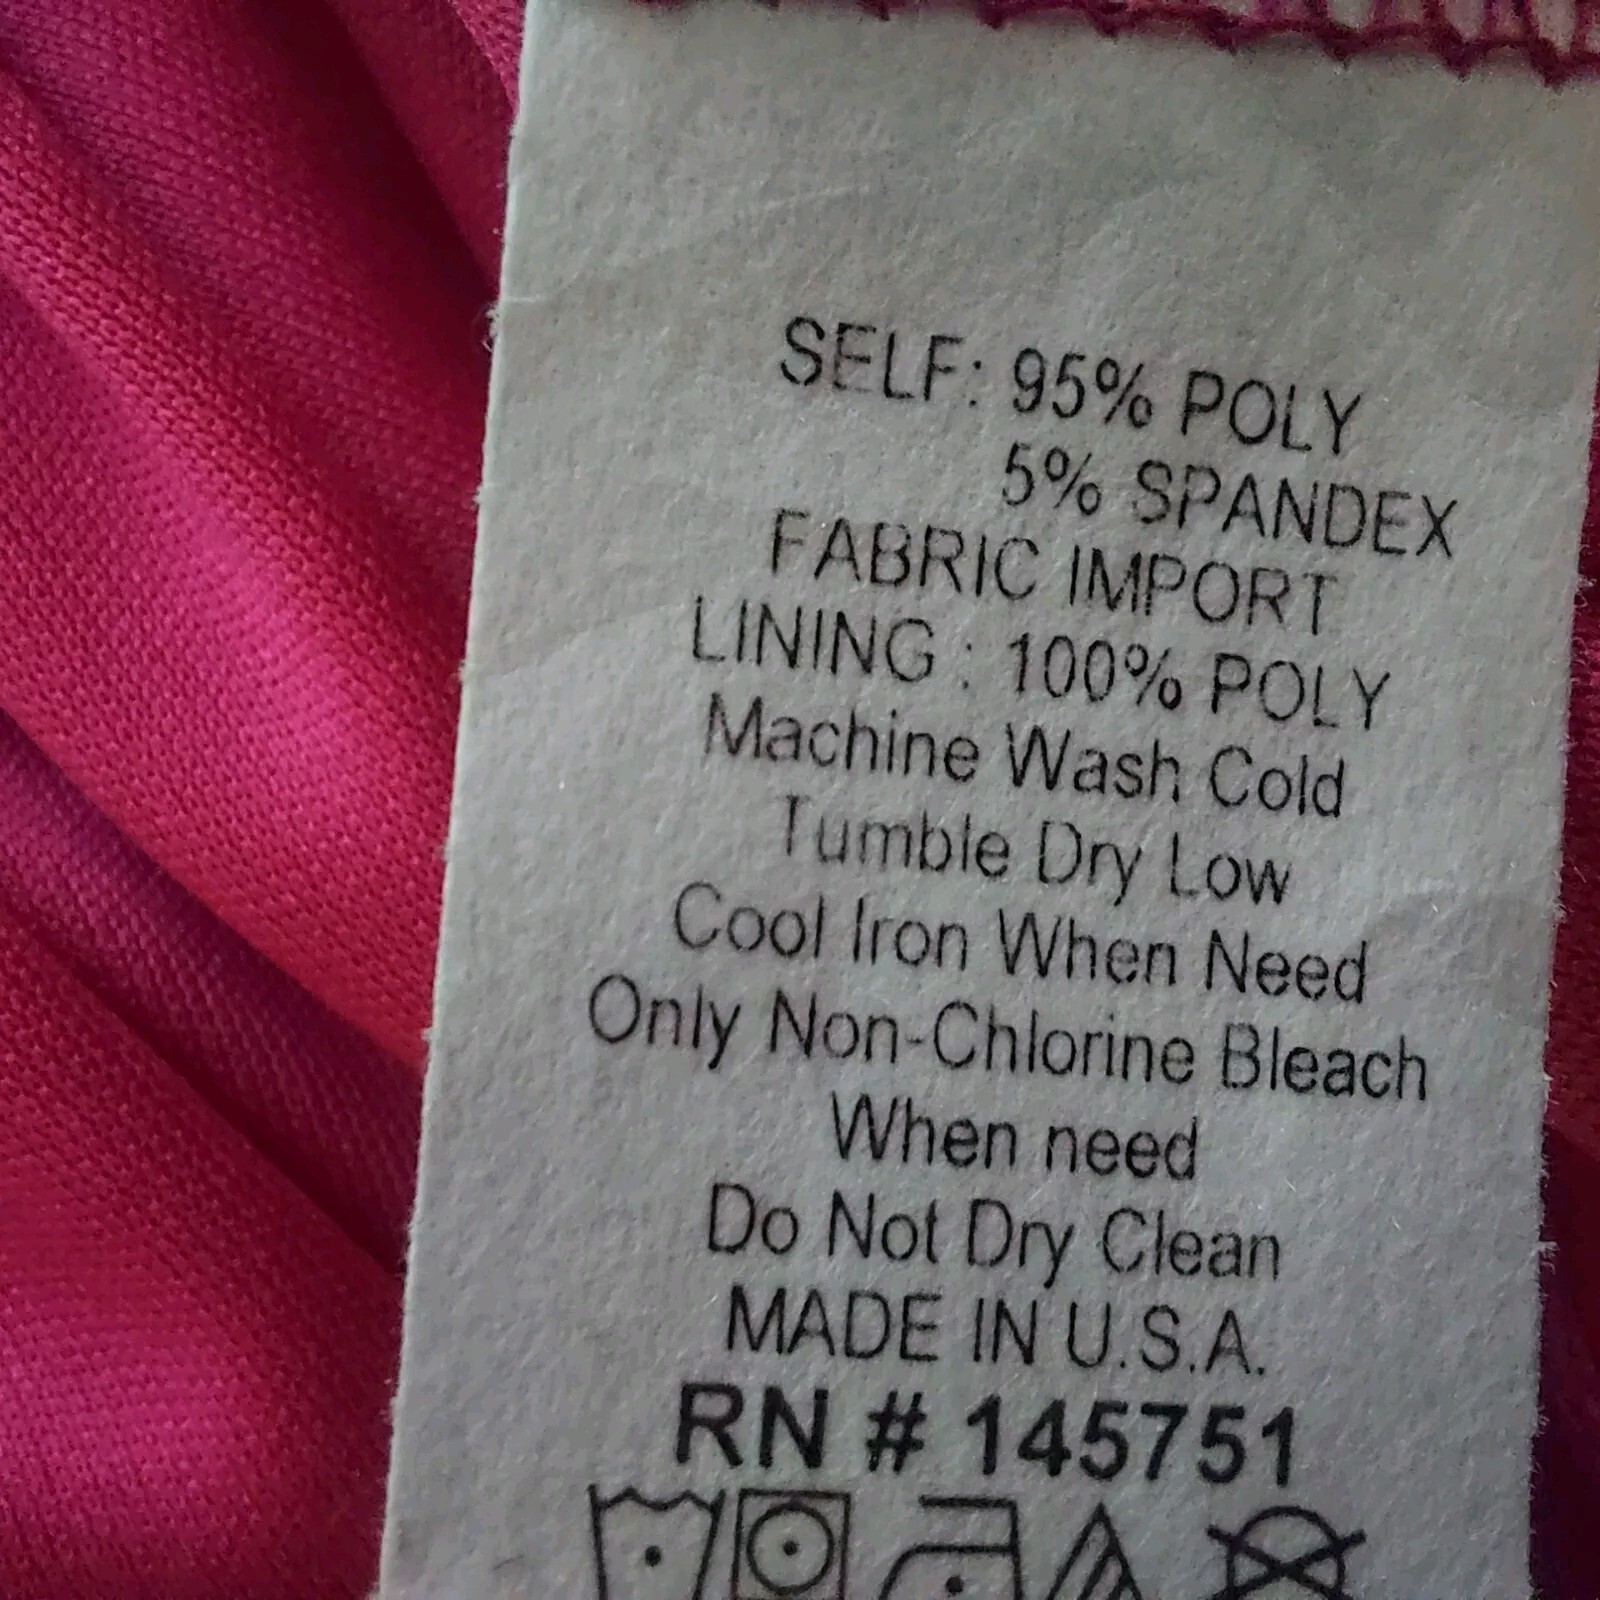 SELF: 95% POLY
5% SPANDEX
FABRIC IMPORT
LINING : 100% POLY
Machine Wash Cold
Tumble Dry Low
Cool Iron When Need
Only Non-Chlorine Bleach
When need
Do Not Dry Clean
MADE IN U.S.A.
RN # 145751